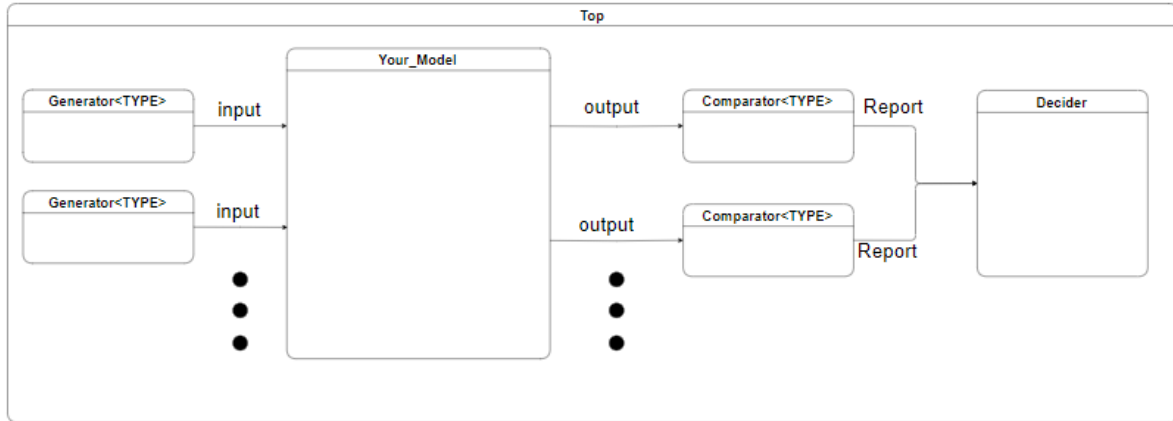 Top
Your_Model
Generator<TYPE>
input
output
Comparator<TYPE>
Report
Decider
Generator<TYPE>
input
output
Comparator<TYPE>
Report